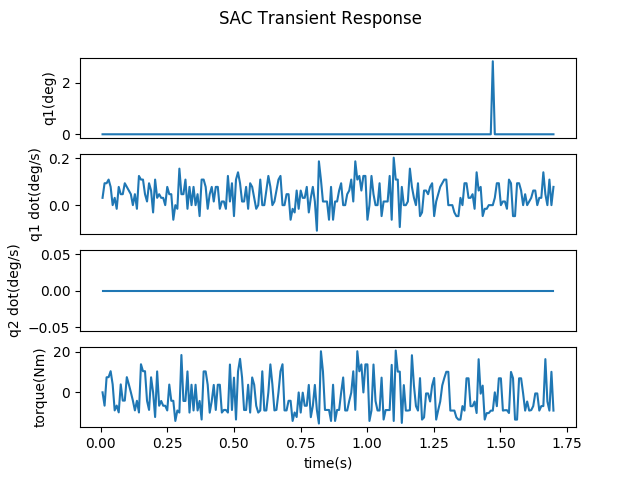 SAC Transient Response
q1(deg)
2
0
q1 dot(deg/s)
0.2
0.0
q2 dot(deg/s)
0.05
0.00
−0.05
torque(Nm)
20
0
0.00 0.25 0.50 0.75 1.00 1.25 1.50 1.75
time(s)